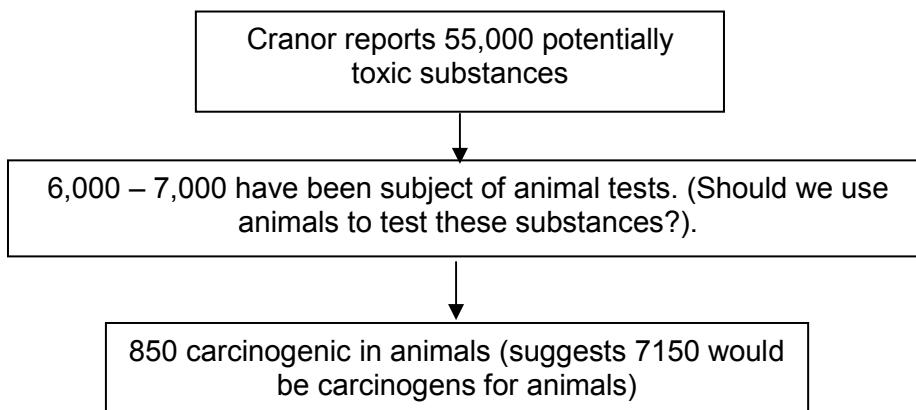 Cranor reports 55,000 potentially
toxic substances
6,000 – 7,000 have been subject of animal tests. (Should we use
animals to test these substances?).
850 carcinogenic in animals (suggests 7150 would
be carcinogens for animals)